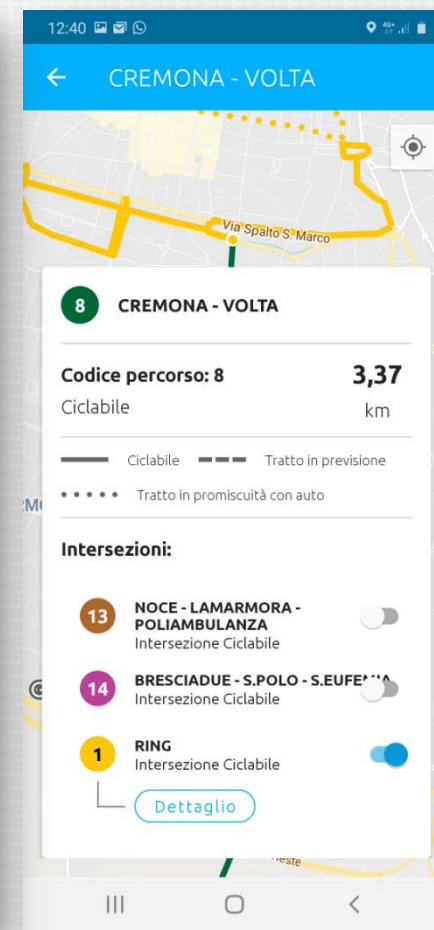 12:40
4G+
CREMONA - VOLTA
Via Spalto S. Marco
8 CREMONA - VOLTA
Codice percorso: 8 3,37
Ciclabile km
Ciclabile Tratto in previsione
Tratto in promiscuità con auto
Intersezioni:
13 NOCE - LAMARMORA -
POLIAMBULANZA
Intersezione Ciclabile
14 BRESCIADUE - S.POLO - S.EUFEMIA
Intersezione Ciclabile
1 RING
Intersezione Ciclabile
Dettaglio